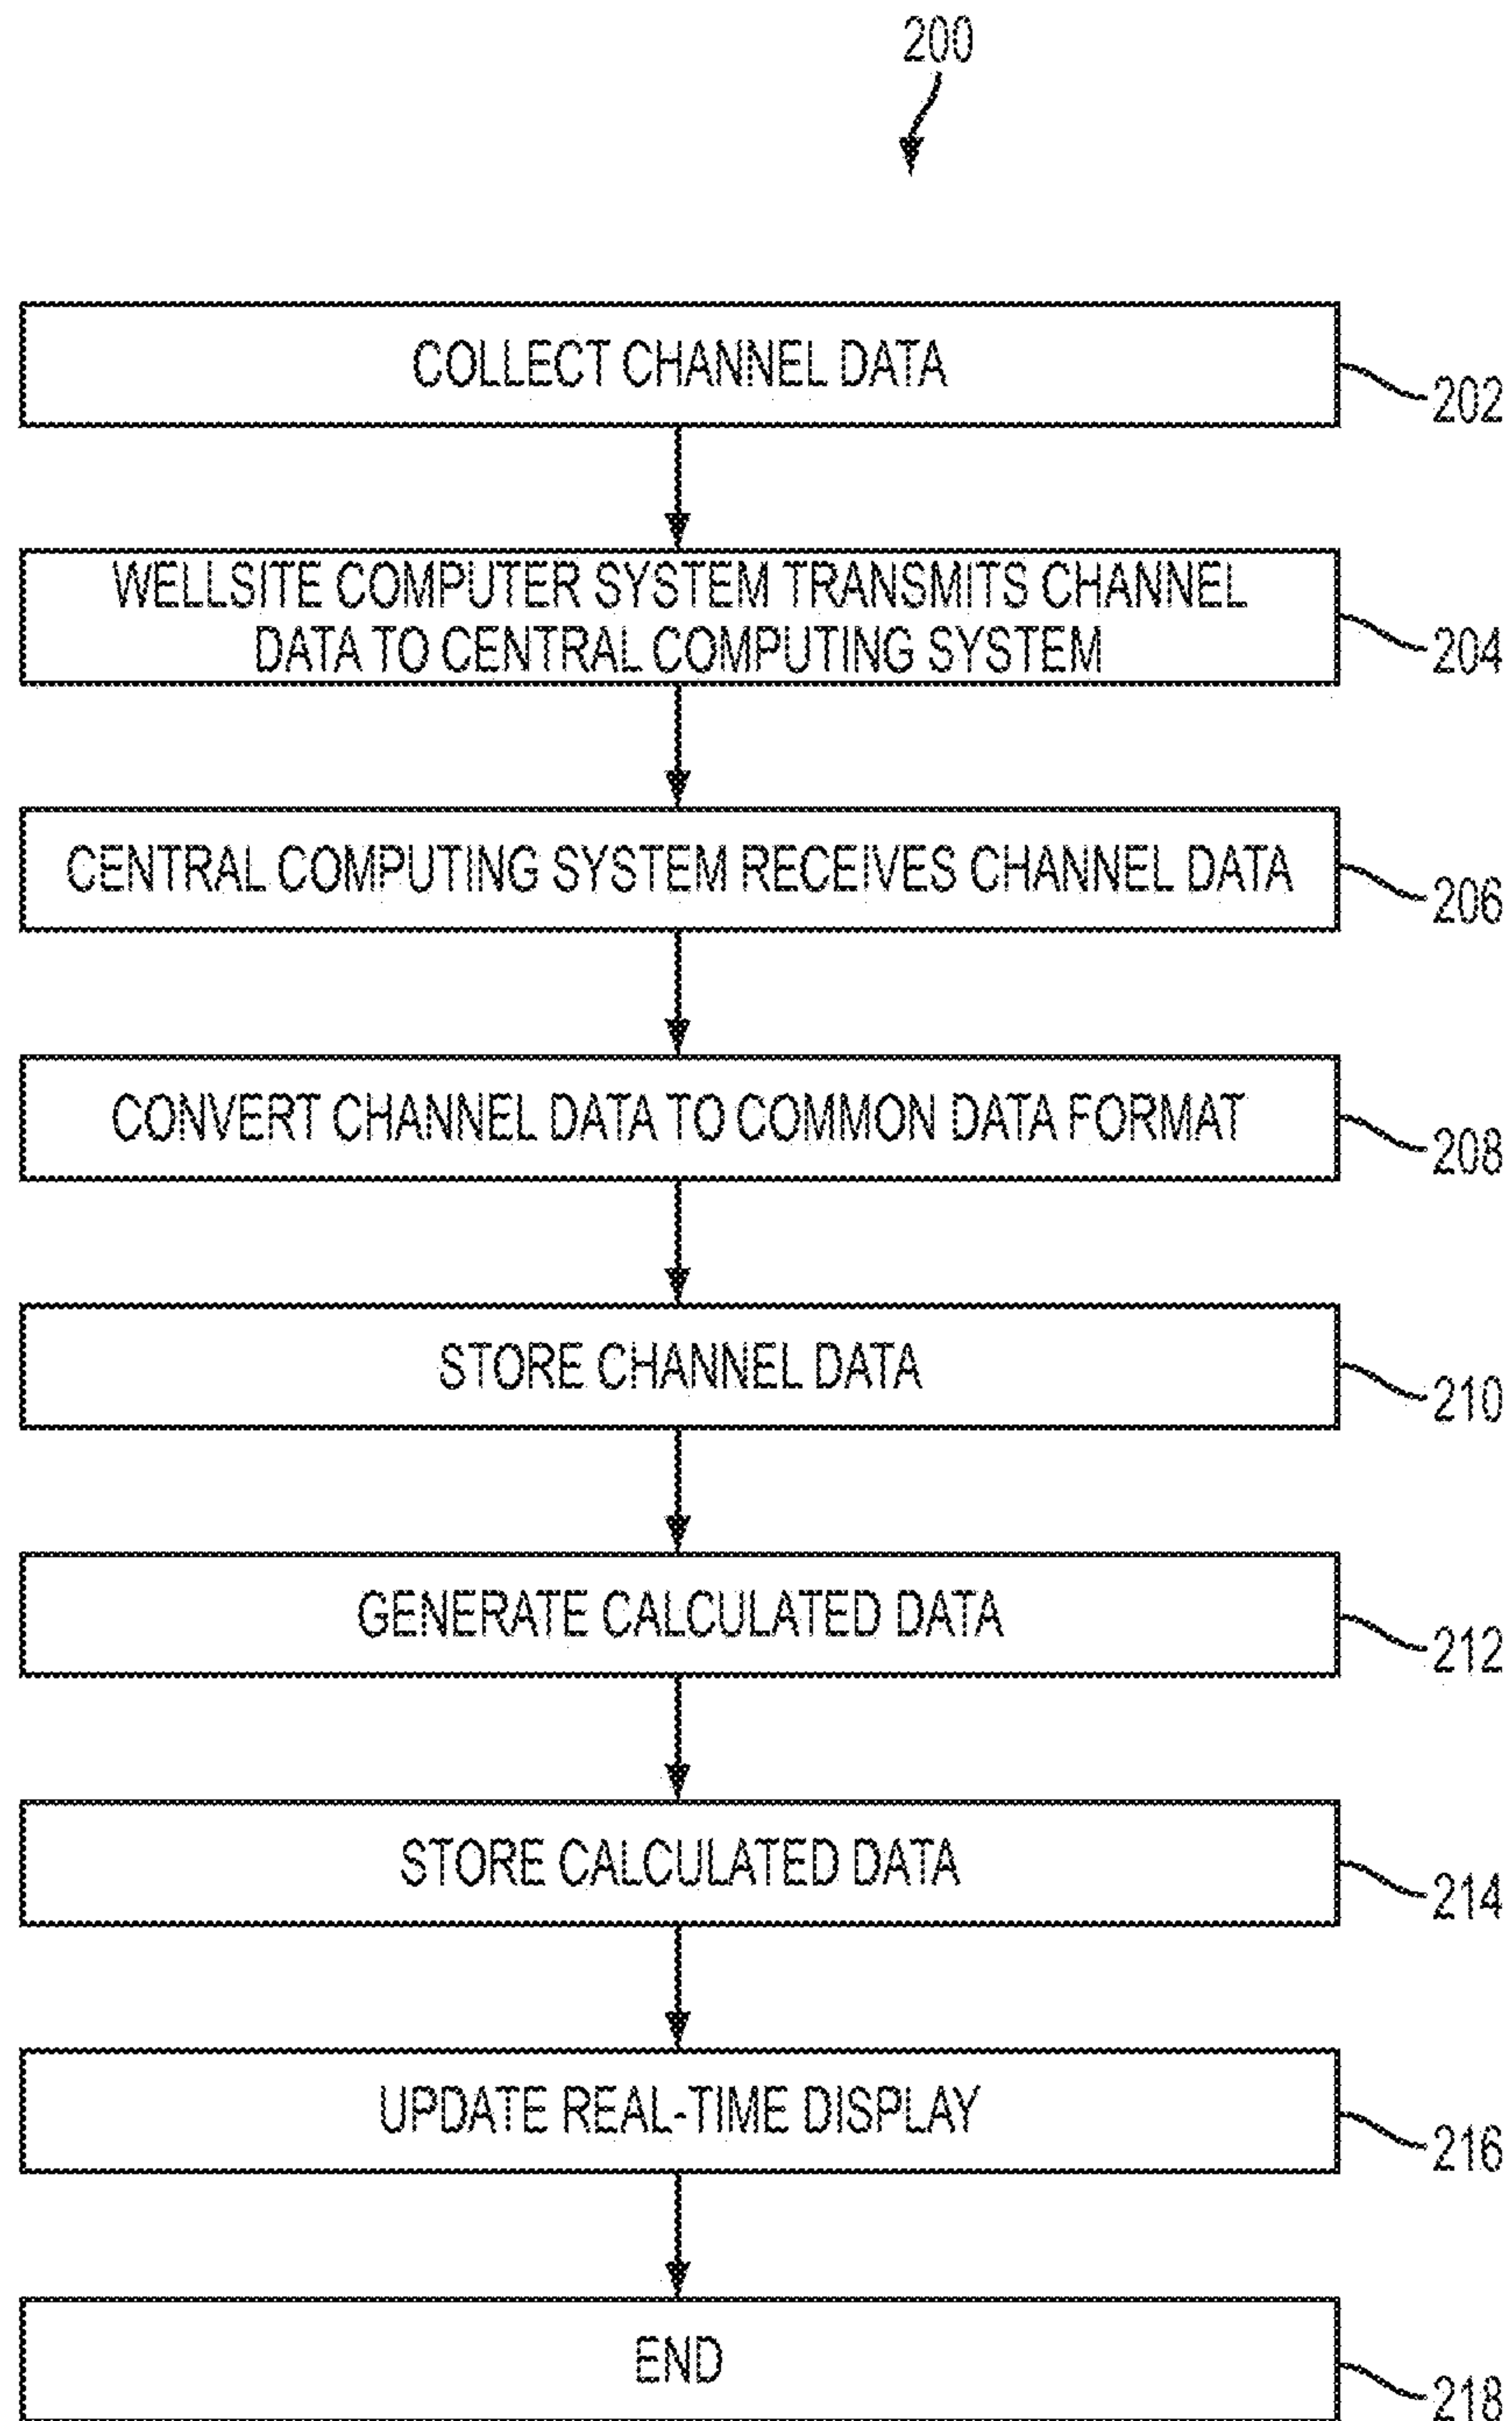 200
COLLECT CHANNEL DATA
202
WELLSITE COMPUTER SYSTEM TRANSMITS CHANNEL
DATA TO CENTRAL COMPUTING SYSTEM
204
CENTRAL COMPUTING SYSTEM RECEIVES CHANNEL DATA
206
CONVERT CHANNEL DATA TO COMMON DATA FORMAT
208
STORE CHANNEL DATA
210
GENERATE CALCULATED DATA
212
STORE CALCULATED DATA
214
UPDATE REAL-TIME DISPLAY
216
END
218